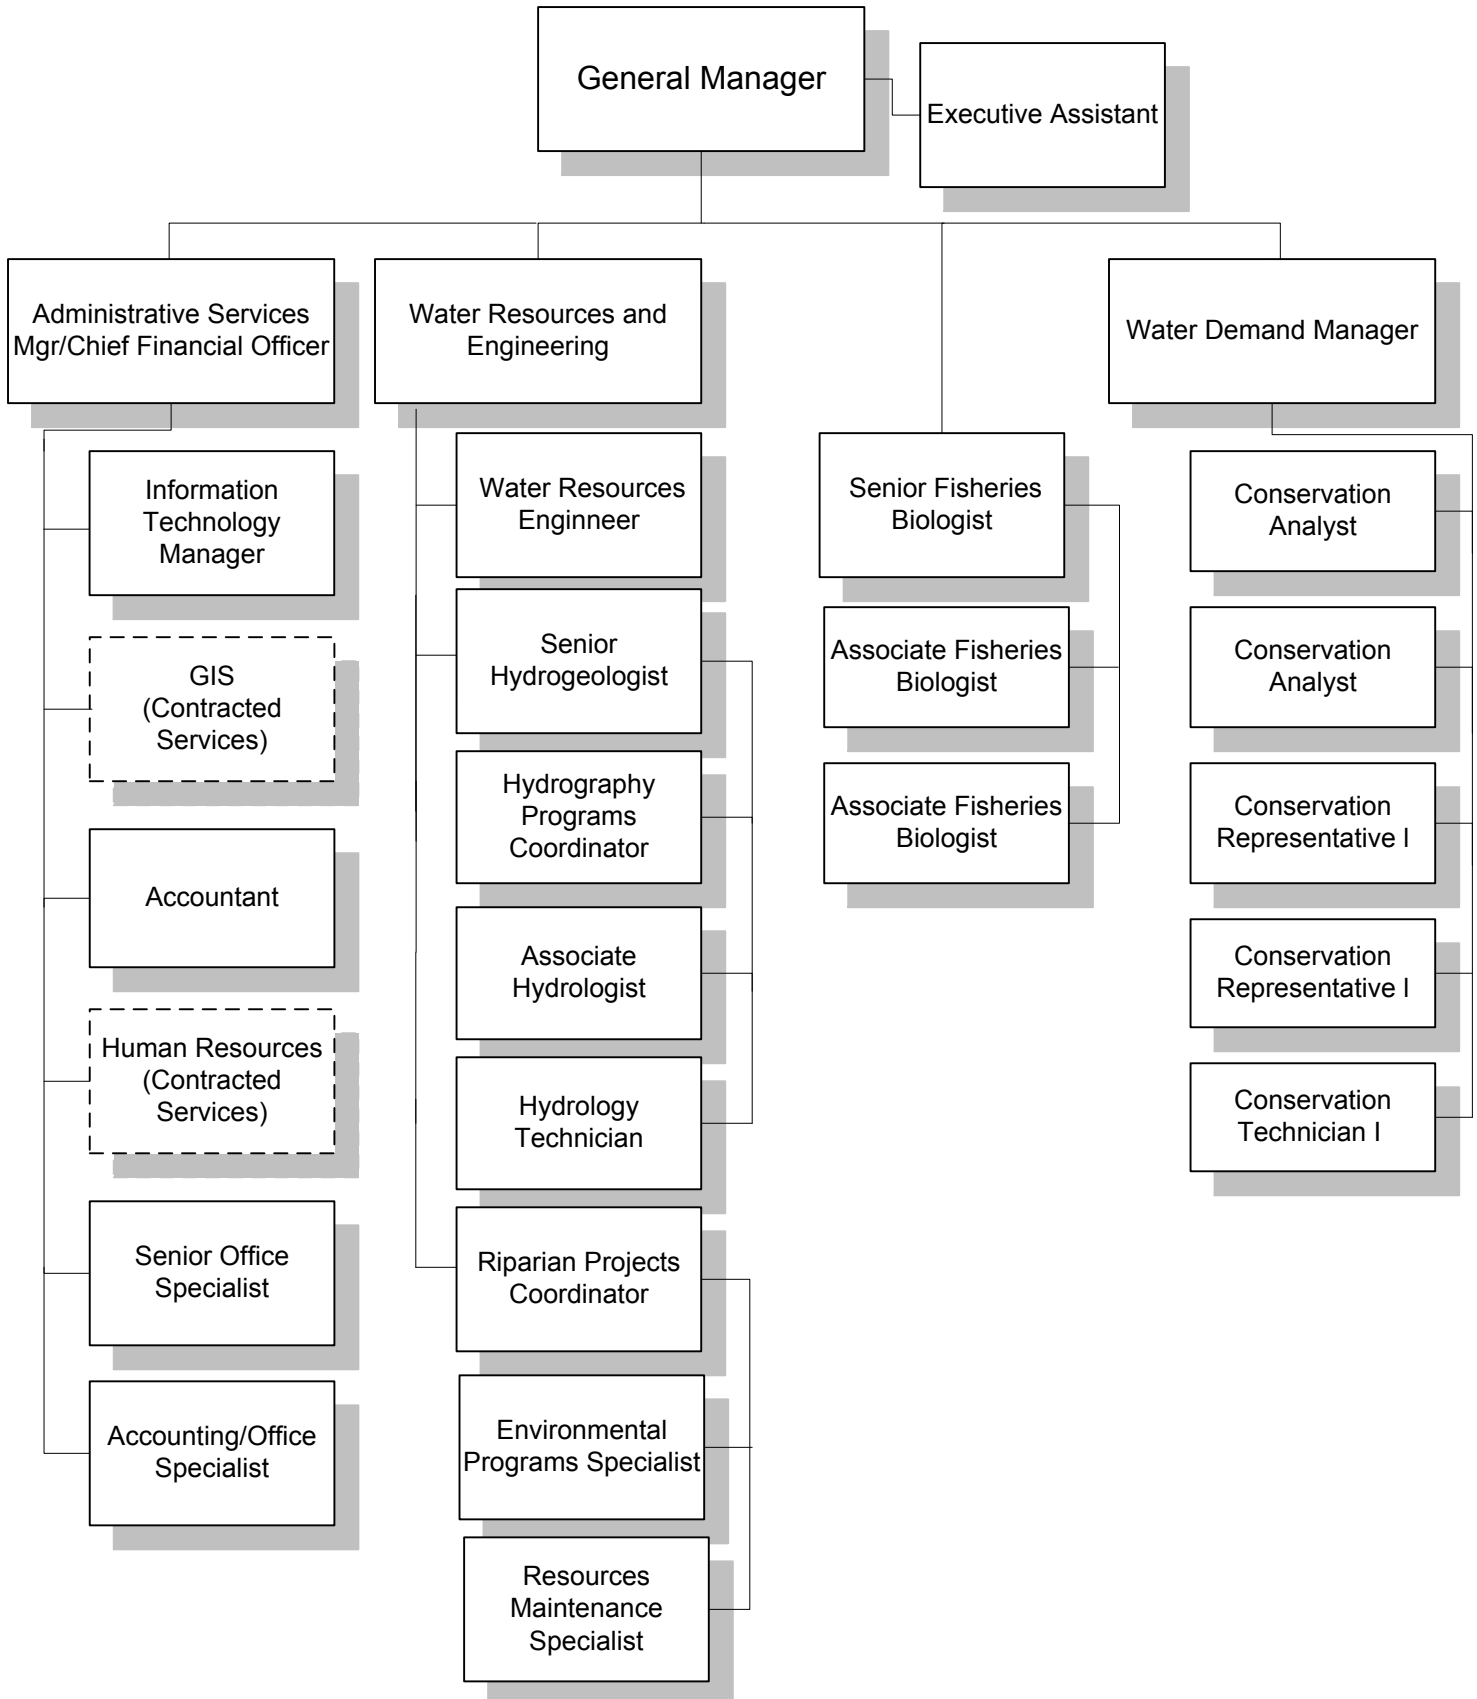 General Manager
Executive Assistant
Administrative Services
Mgr/Chief Financial Officer
Water Resources and
Engineering
Water Demand Manager
Information
Technology
Manager
GIS
(Contracted
Services)
Accountant
Human Resources
(Contracted
Services)
Senior Office
Specialist
Accounting/Office
Specialist
Water Resources
Enginneer
Senior
Hydrogeologist
Hydrography
Programs
Coordinator
Associate
Hydrologist
Hydrology
Technician
Riparian Projects
Coordinator
Environmental
Programs Specialist
Resources
Maintenance
Specialist
Senior Fisheries
Biologist
Associate Fisheries
Biologist
Associate Fisheries
Biologist
Conservation
Analyst
Conservation
Analyst
Conservation
Representative I
Conservation
Representative I
Conservation
Technician I